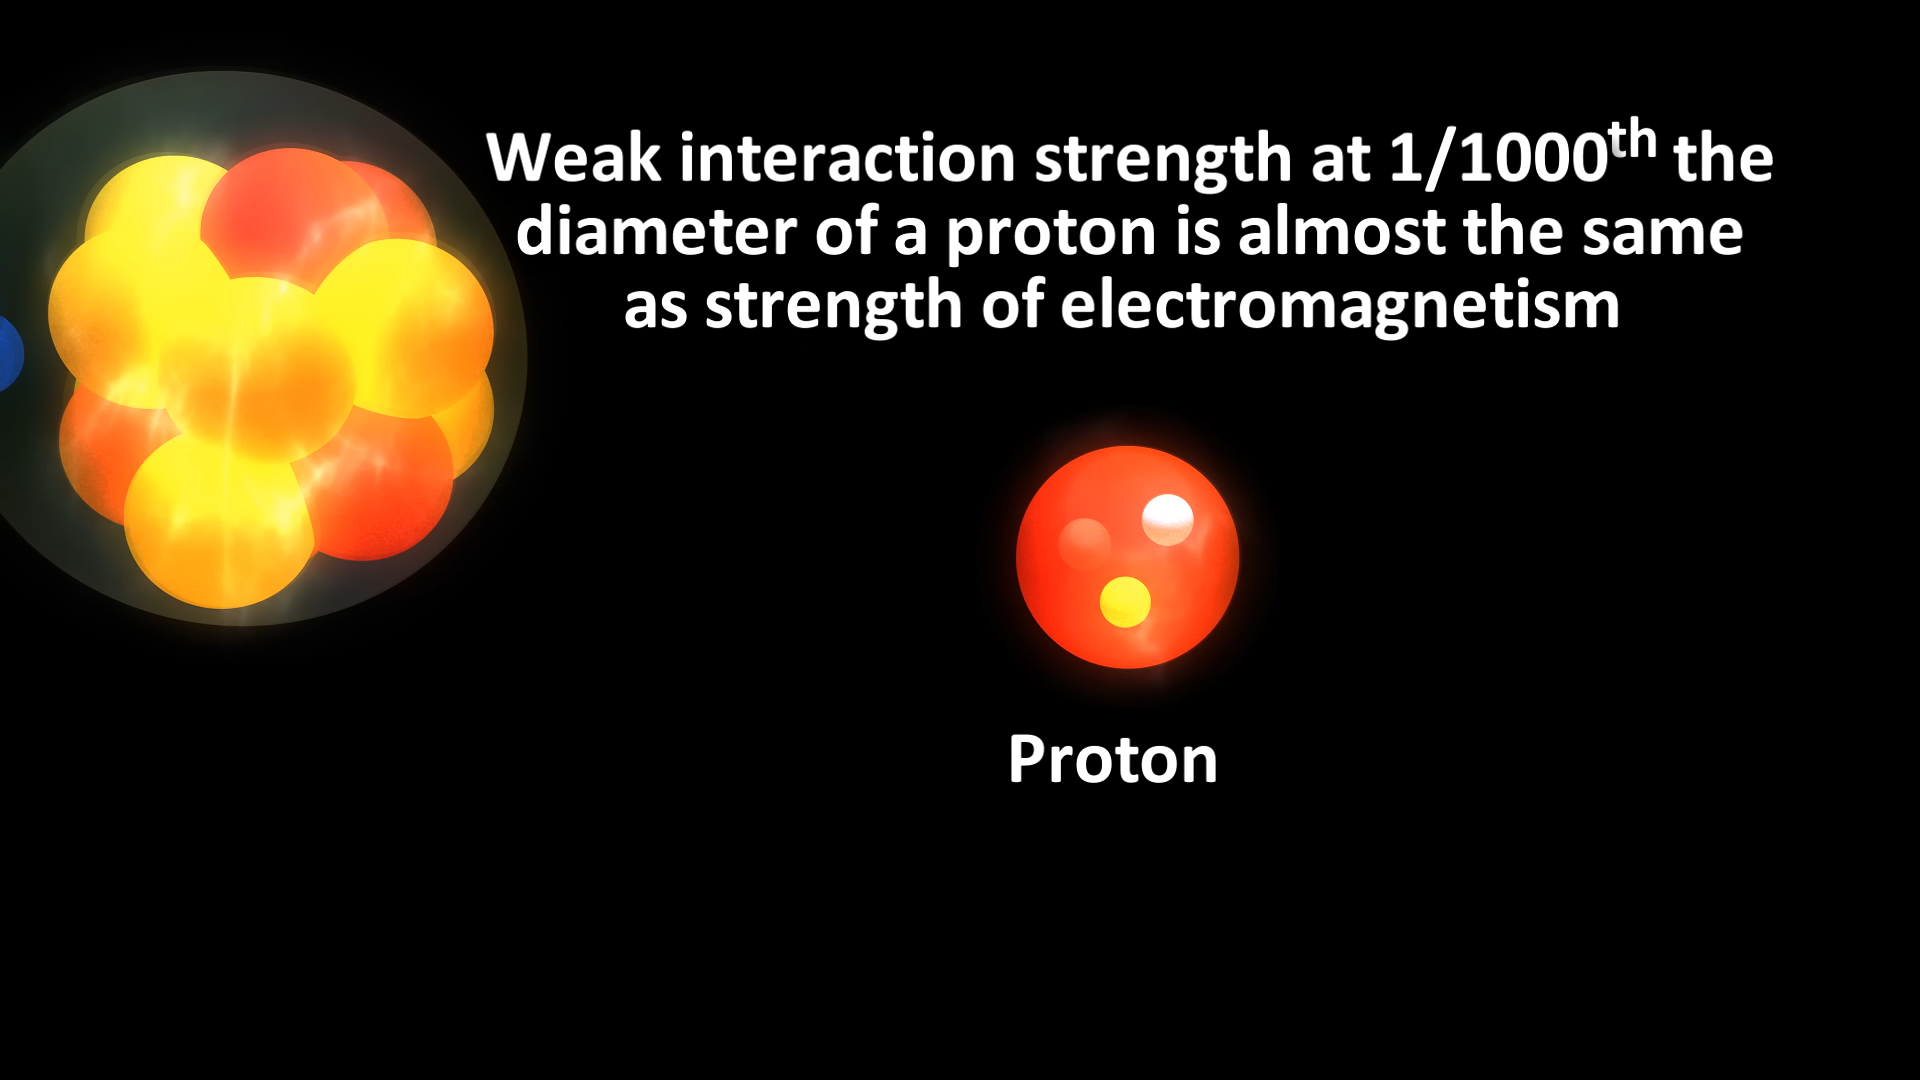 Weak interaction strength at 1/1000th the
diameter of a proton is almost the same
as strength of electromagnetism
Proton